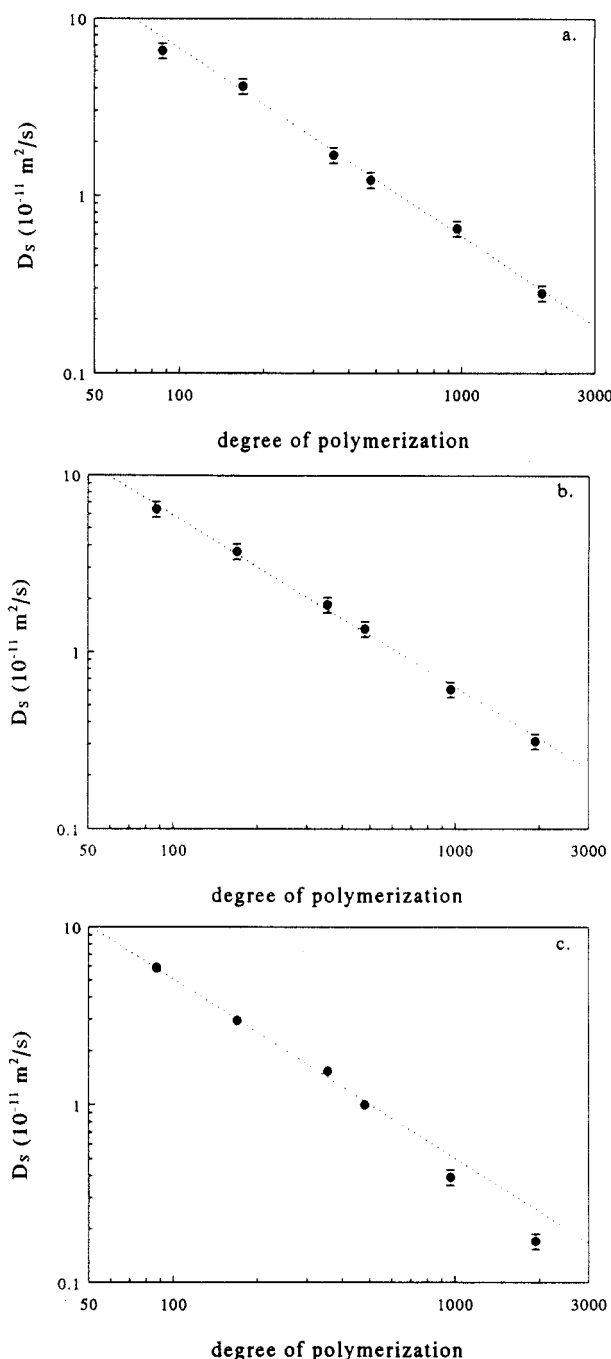 10
a.
1
0.1
Ds (10⁻¹¹ m²/s)
50
100
1000
3000
degree of polymerization
10
b.
1
0.1
Ds (10⁻¹¹ m²/s)
50
100
1000
3000
degree of polymerization
10
c.
1
0.1
Ds (10⁻¹¹ m²/s)
50
100
1000
3000
degree of polymerization